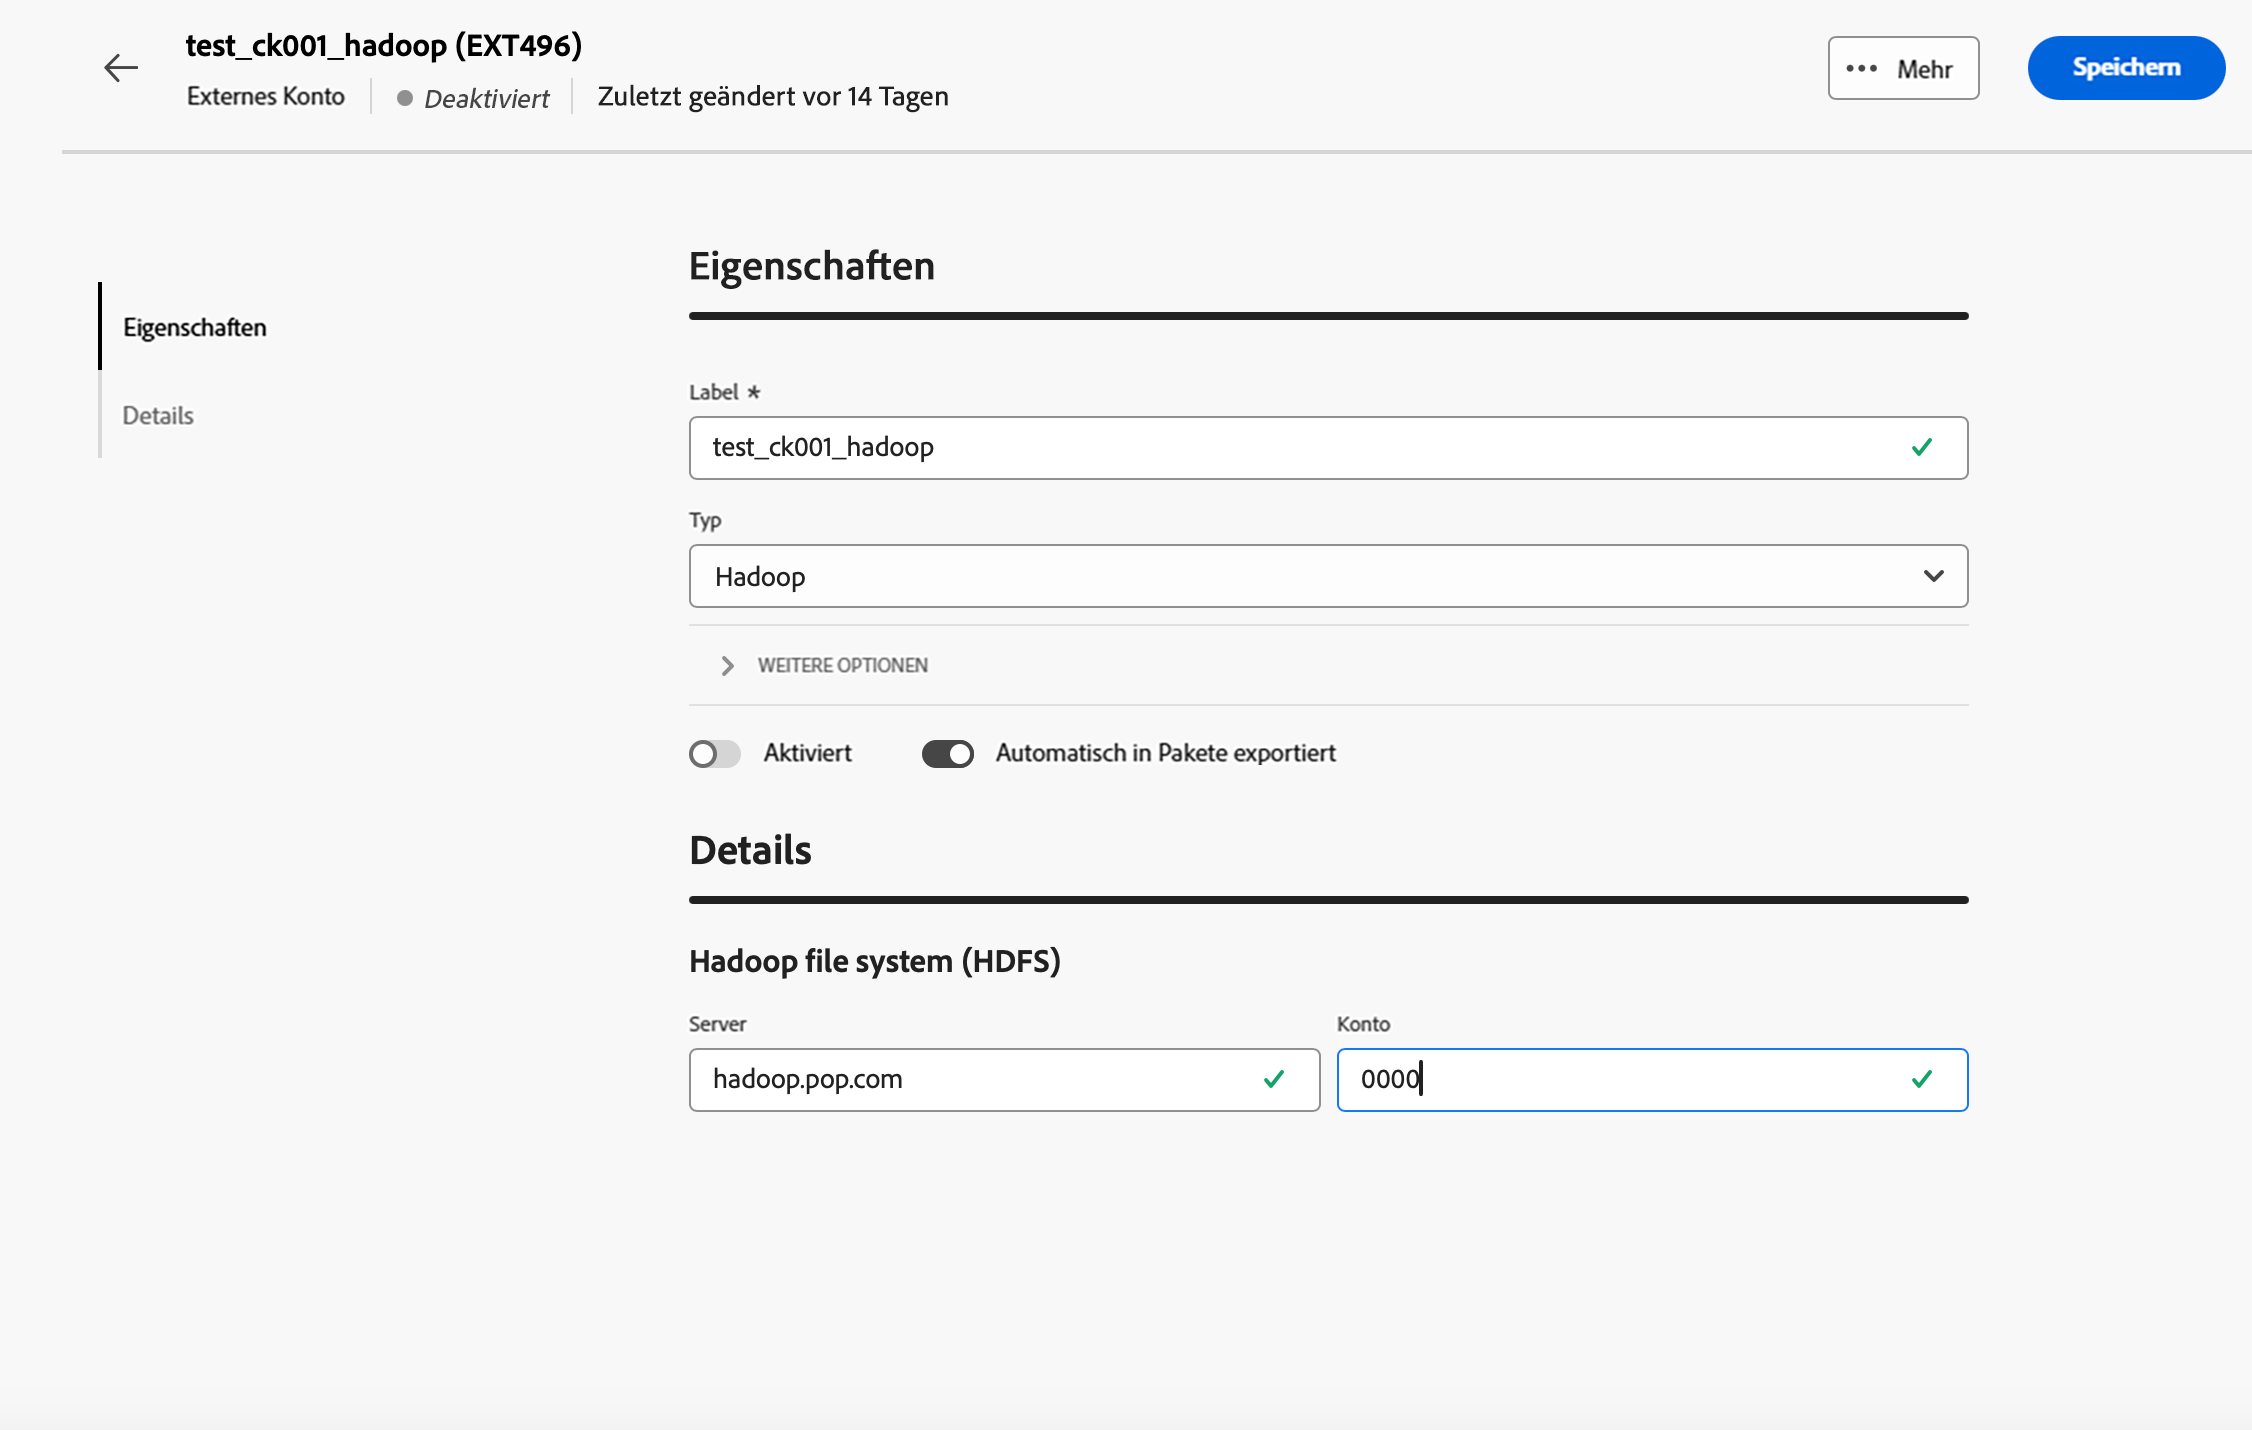 test_ck001_hadoop (EXT496)
Externes Konto
Deaktiviert
Zuletzt geändert vor 14 Tagen
Mehr
Speichern
Eigenschaften
Details
Eigenschaften
Label *
test_ck001_hadoop
Typ
Hadoop
WEITERE OPTIONEN
Aktiviert
Automatisch in Pakete exportiert
Details
Hadoop file system (HDFS)
Server
Konto
hadoop.pop.com
0000